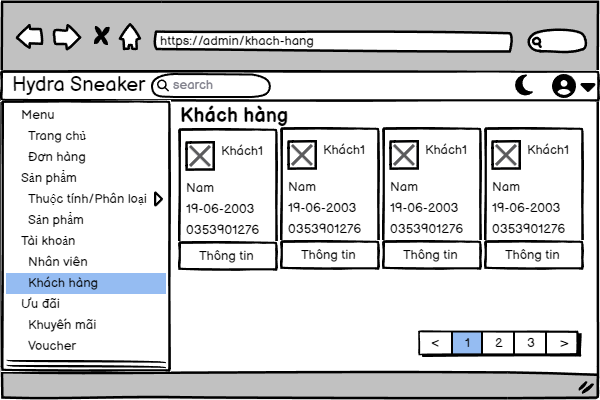 https://admin/khach-hang
Hydra Sneaker
search
Menu
Trang chủ
Đơn hàng
Sản phẩm
Thuộc tính/Phân loại
Sản phẩm
Tài khoản
Nhân viên
Khách hàng
Ưu đãi
Khuyến mãi
Voucher
Khách hàng
Khách1
Nam
19-06-2003
0353901276
Thông tin
Khách1
Nam
19-06-2003
0353901276
Thông tin
Khách1
Nam
19-06-2003
0353901276
Thông tin
Khách1
Nam
19-06-2003
0353901276
Thông tin
< 1 2 3 >